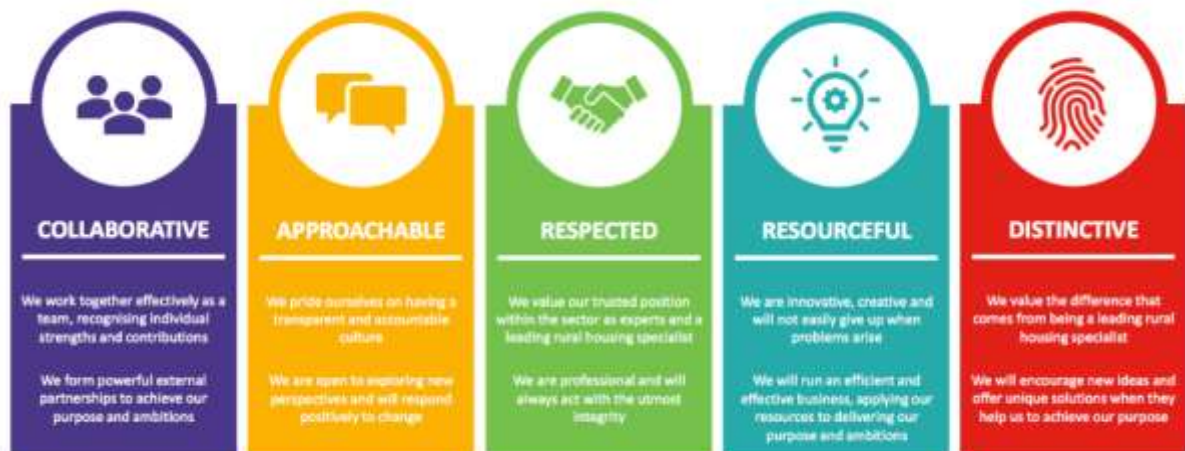 COLLABORATIVE
We work together effectively as a
team, recognising individual
strengths and contributions
We form powerful external
partnerships to achieve our
purpose and ambitions
APPROACHABLE
We pride ourselves on having a
transparent and accountable
culture
We are open to exploring new
perspectives and will respond
positively to change
RESPECTED
We value our trusted position
within the sector as experts and a
leading rural housing specialist
We are professional and will
always act with the utmost
integrity
RESOURCEFUL
We are innovative, creative and
will not easily give up when
problems arise
We will run an efficient and
effective business, applying our
resources to delivering our
purpose and ambitions
DISTINCTIVE
We value the difference that
comes from being a leading rural
housing specialist
We will encourage new ideas and
offer unique solutions when they
help us to achieve our purpose